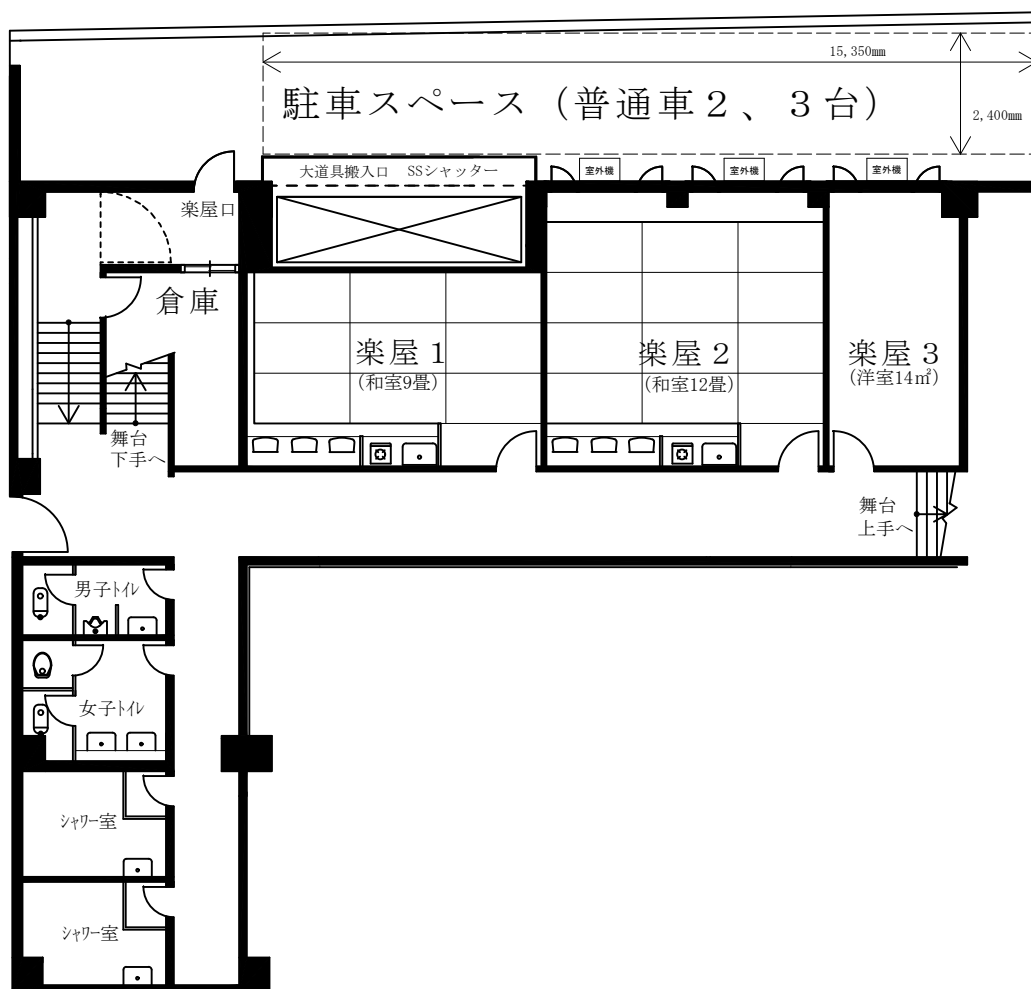 15,350㎜
駐車スペース（普通車２、３台）
2,400㎜
大道具搬入口 SSシャッター
室外機
室外機
室外機
楽屋口
倉庫
楽屋１
(和室9畳)
楽屋２
(和室12畳)
楽屋３
(洋室14㎡)
舞台
下手へ
舞台
上手へ
男子ﾄｲﾚ
女子ﾄｲﾚ
ｼｬﾜｰ室
ｼｬﾜｰ室